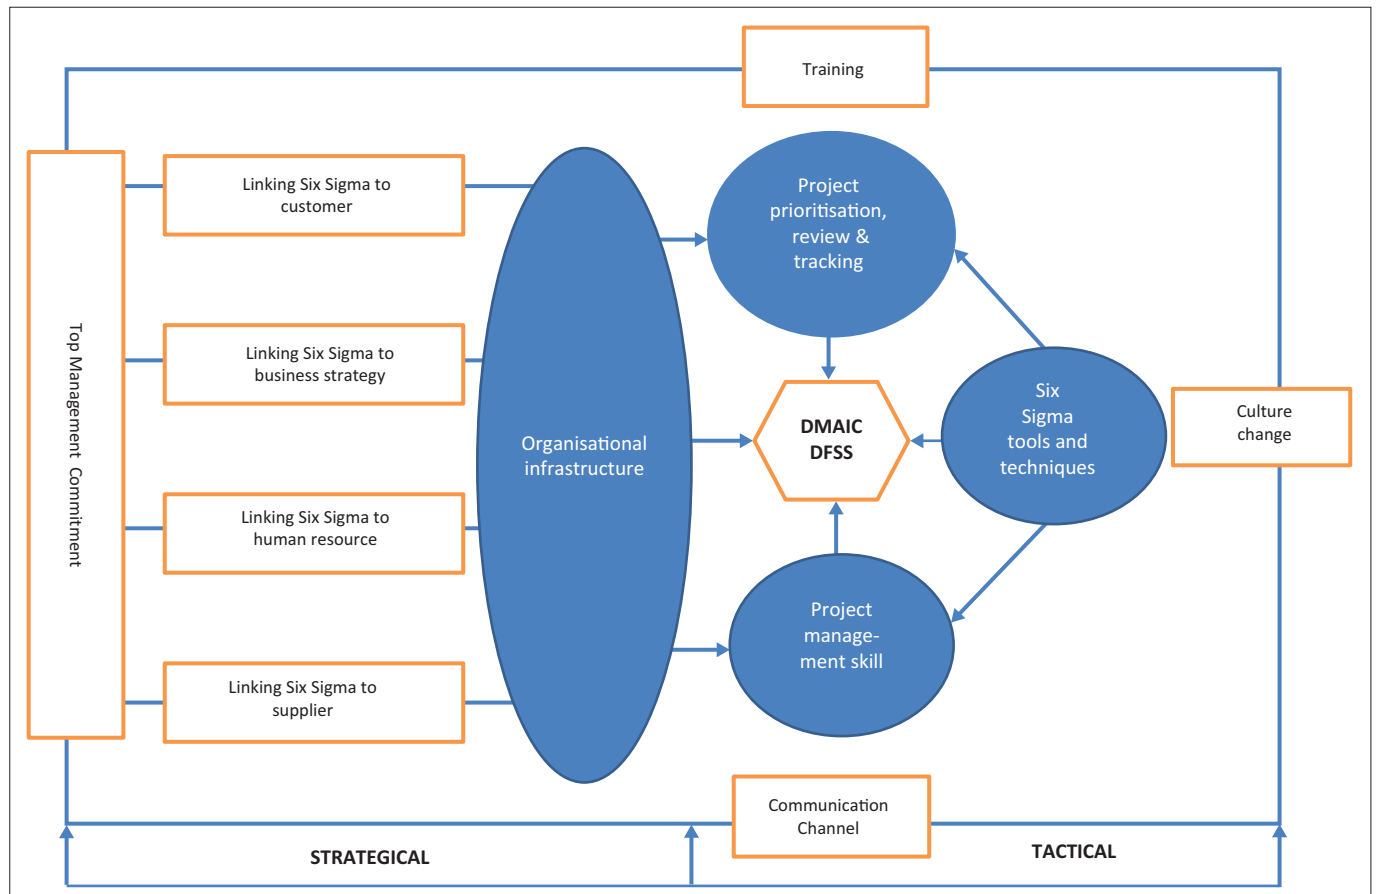 Training
Linking Six Sigma to
customer
Project
prioritisation,
review &
tracking
Top Management Commitment
Linking Six Sigma to
business strategy
Organisational
infrastructure
DMAIC
DFSS
Six
Sigma
tools and
techniques
Culture
change
Linking Six Sigma to
human resource
Project
manage-
ment skill
Linking Six Sigma to
supplier
Communication
Channel
STRATEGICAL
TACTICAL